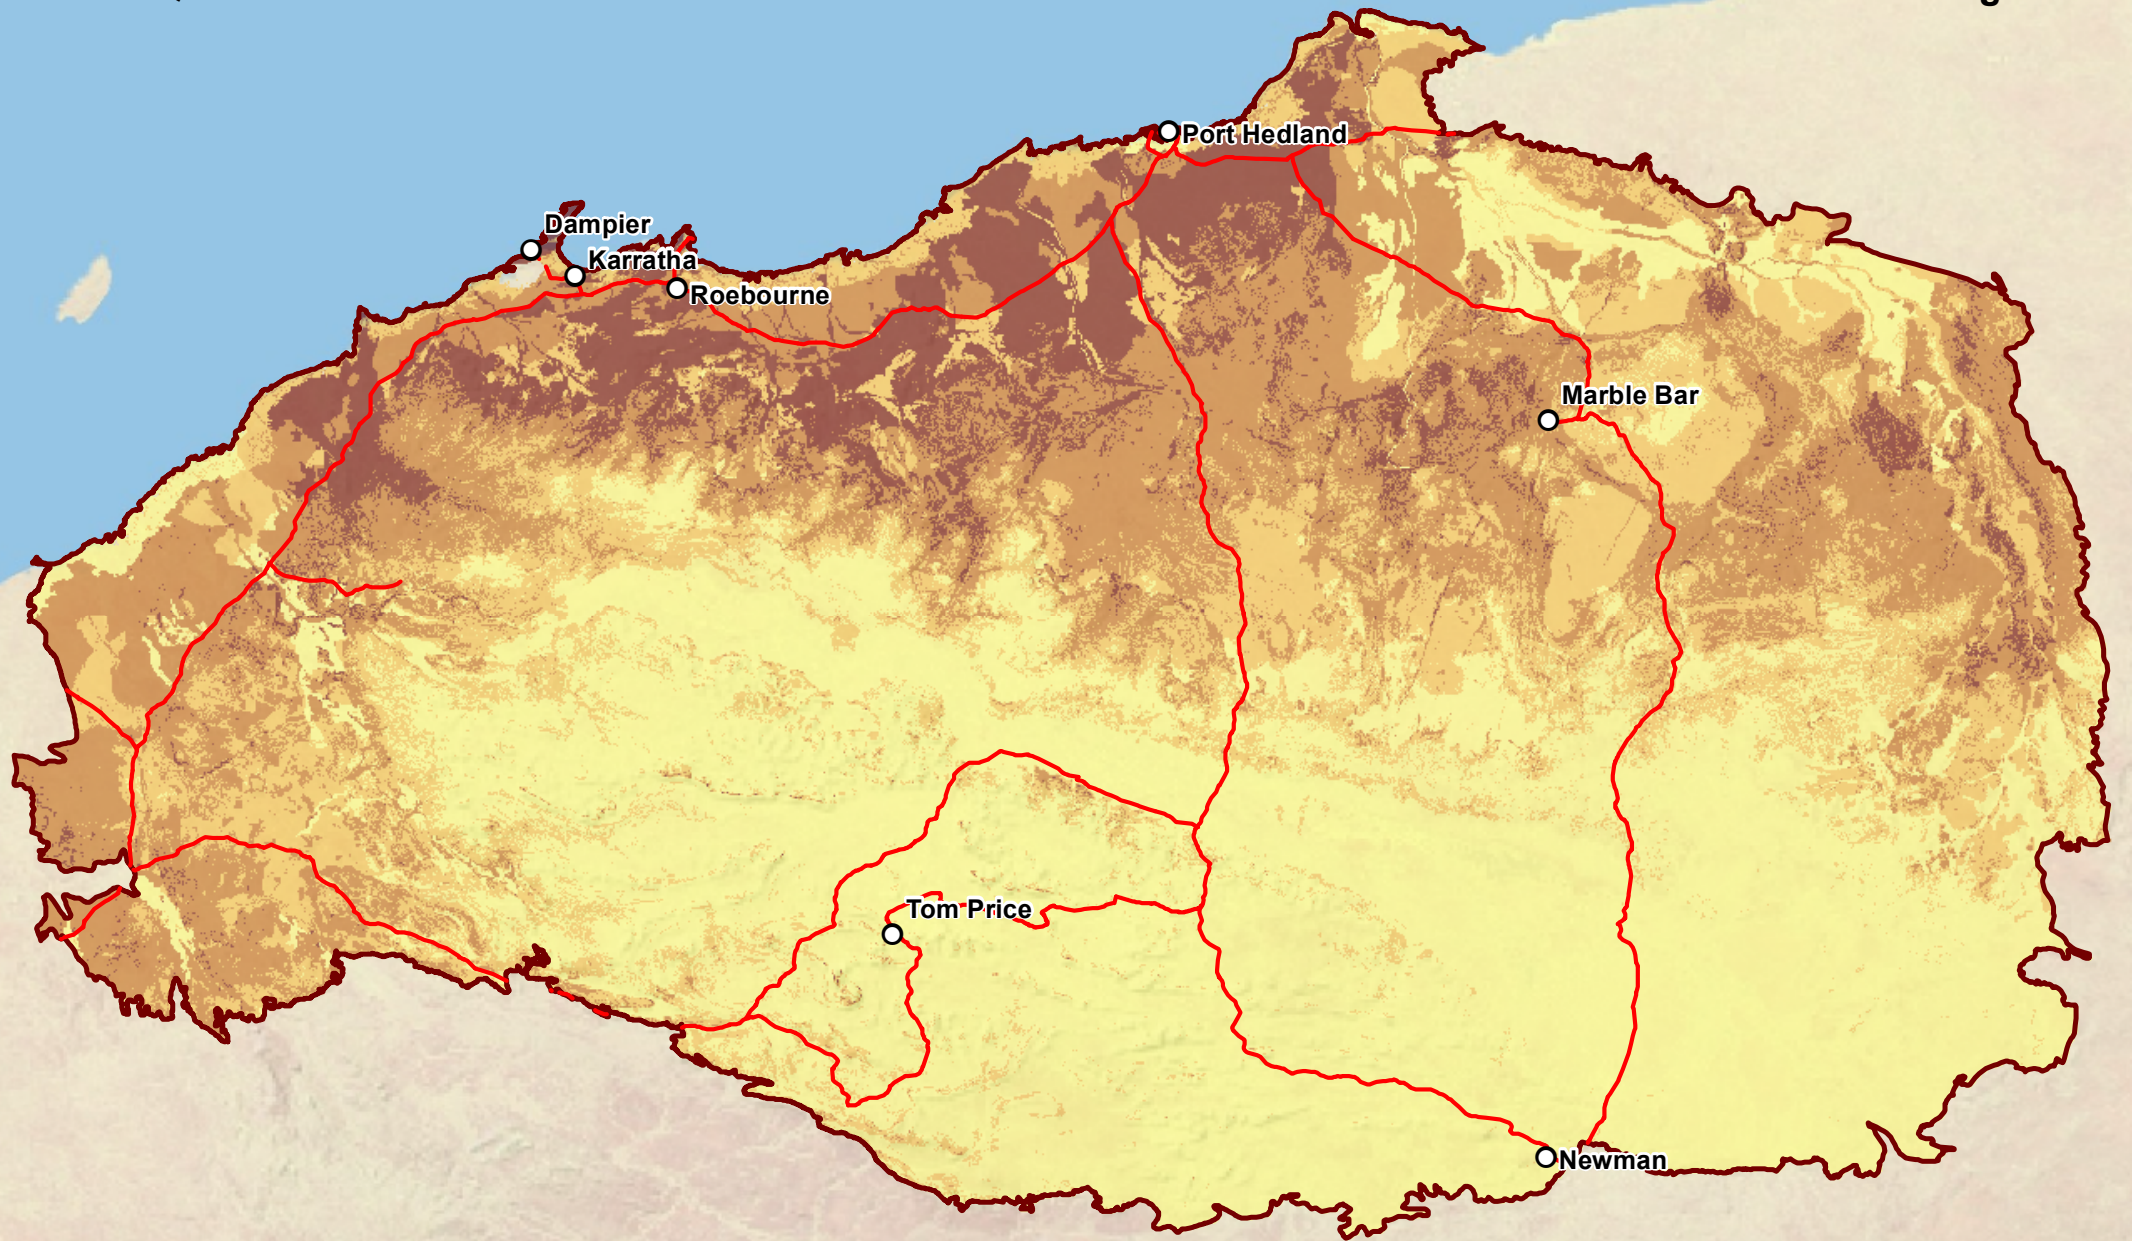 Port Hedland
Dampier
Karratha
Roebourne
Marble Bar
Tom Price
Newman